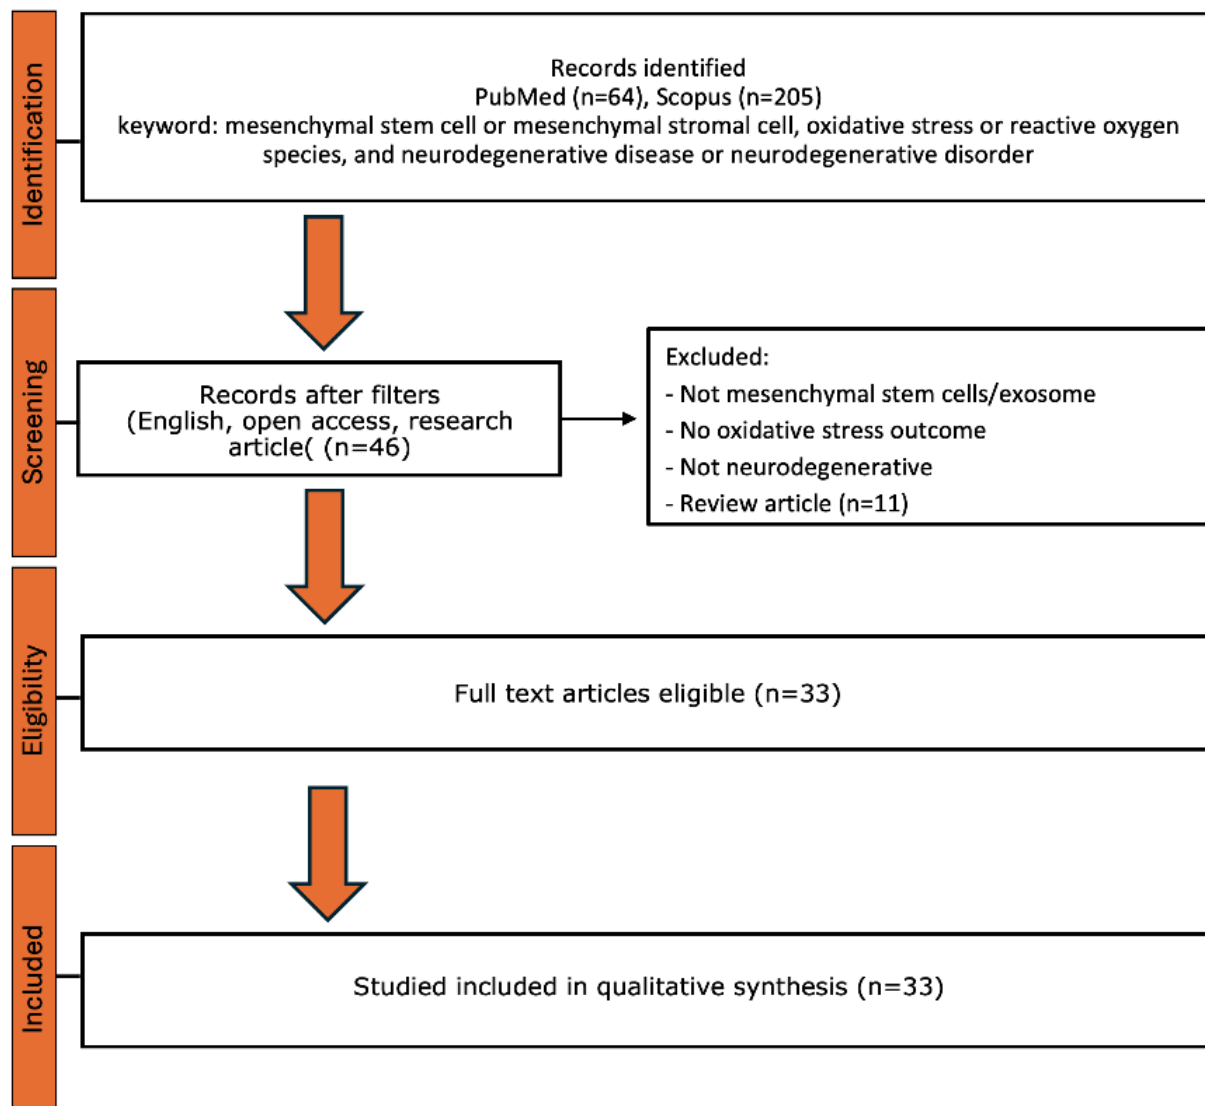 Identification
Records identified
PubMed (n=64), Scopus (n=205)
keyword: mesenchymal stem cell or mesenchymal stromal cell, oxidative stress or reactive oxygen
species, and neurodegenerative disease or neurodegenerative disorder
Screening
Records after filters
(English, open access, research
article( (n=46)
Excluded:
- Not mesenchymal stem cells/exosome
- No oxidative stress outcome
- Not neurodegenerative
- Review article (n=11)
Eligibility
Full text articles eligible (n=33)
Included
Studied included in qualitative synthesis (n=33)